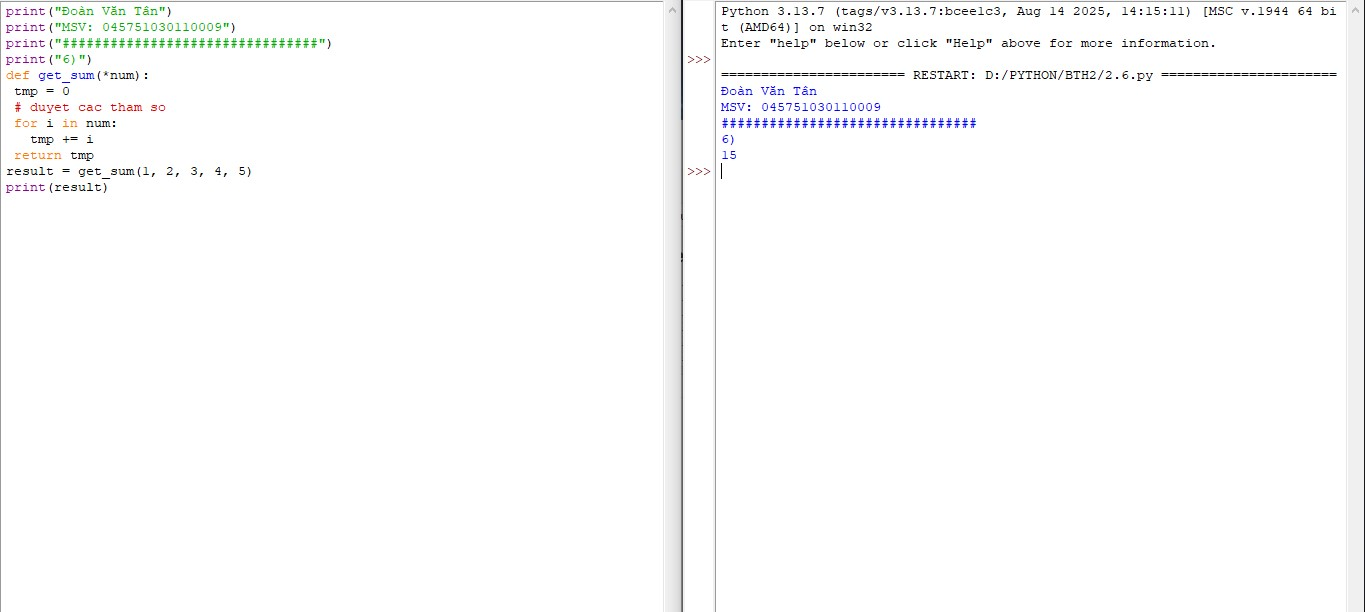 print("Đoàn Văn Tân")
print("MSV: 045751030110009")
print("################################")
print("6)")
def get_sum(*num):
 tmp = 0
 # duyet cac tham so
 for i in num:
   tmp += i
 return tmp
result = get_sum(1, 2, 3, 4, 5)
print(result)
Python 3.13.7 (tags/v3.13.7:bcee1c3, Aug 14 2025, 14:15:11) [MSC v.1944 64 bi
t (AMD64)] on win32
Enter "help" below or click "Help" above for more information.
>>>
======================= RESTART: D:/PYTHON/BTH2/2.6.py ======================
Đoàn Văn Tân
MSV: 045751030110009
################################
6)
15
>>>